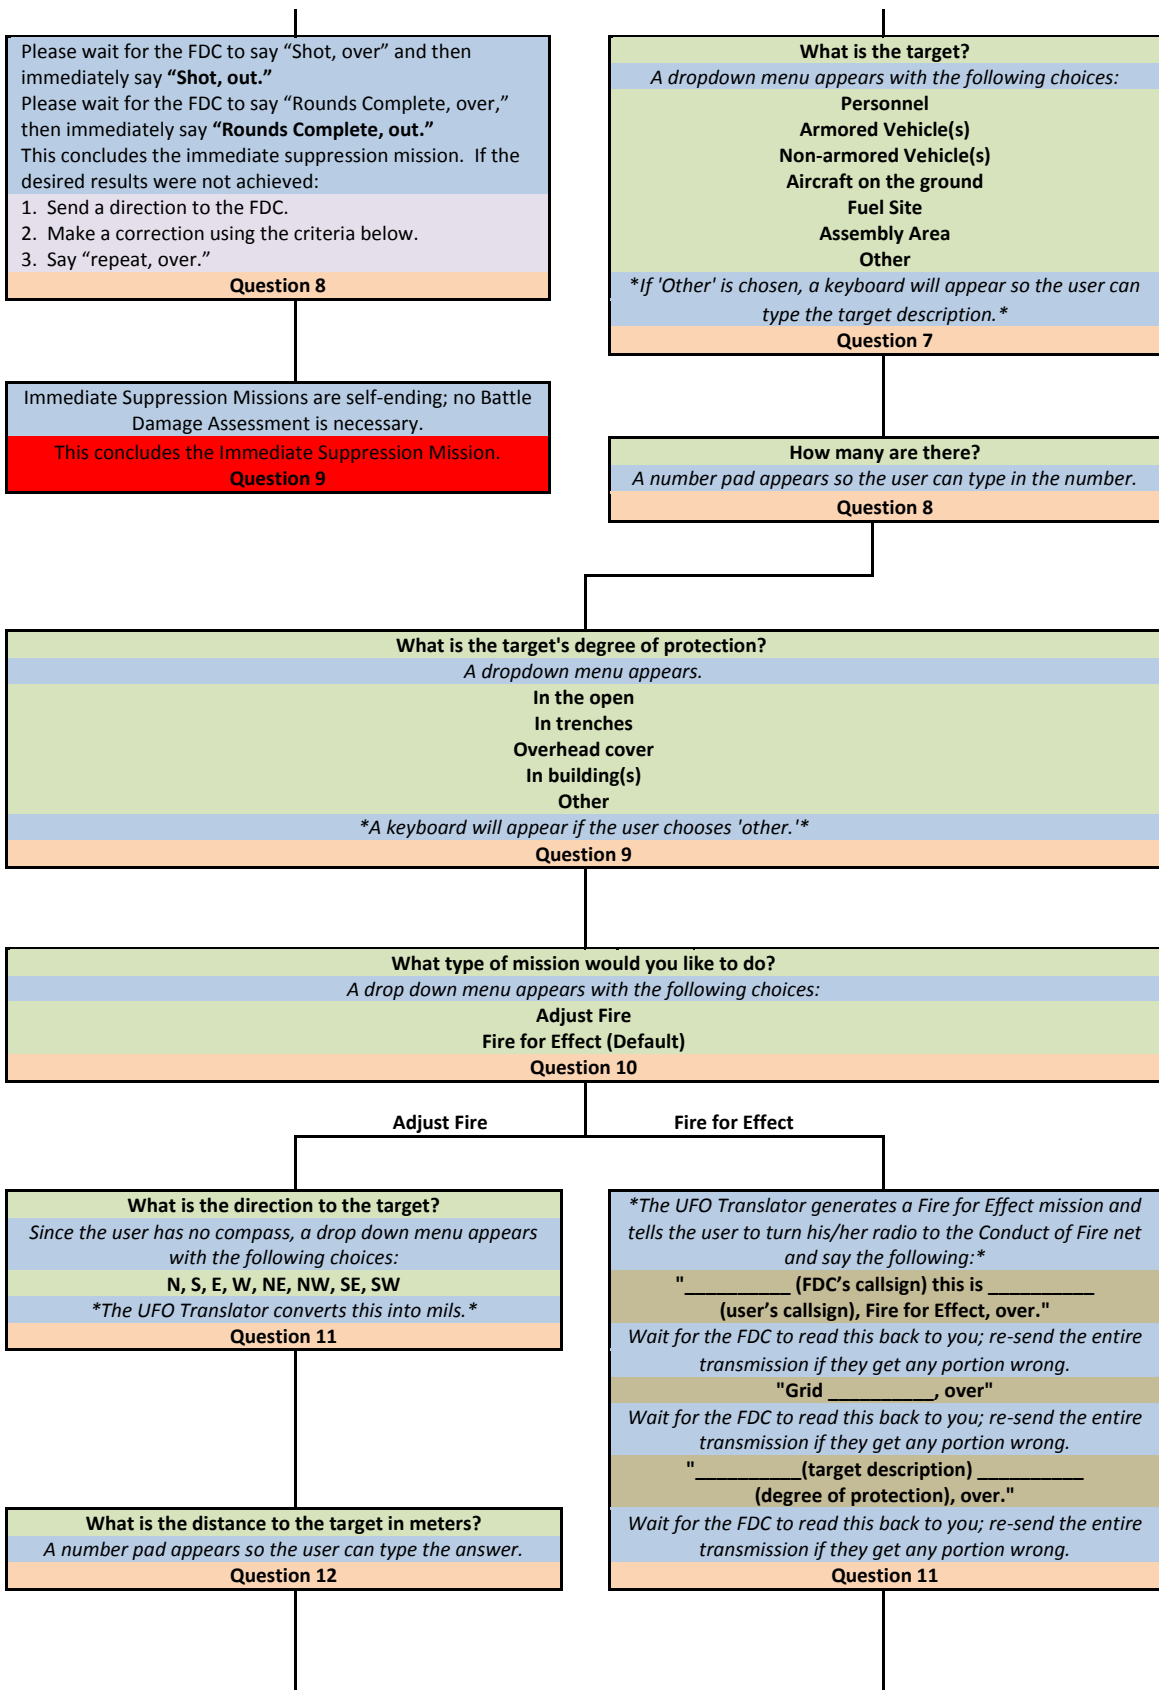 Please wait for the FDC to say “Shot, over” and then
immediately say “Shot, out.”
Please wait for the FDC to say “Rounds Complete, over,”
then immediately say “Rounds Complete, out.”
This concludes the immediate suppression mission. If the
desired results were not achieved:
1. Send a direction to the FDC.
2. Make a correction using the criteria below.
3. Say “repeat, over.”
Question 8
What is the target?
A dropdown menu appears with the following choices:
Personnel
Armored Vehicle(s)
Non-armored Vehicle(s)
Aircraft on the ground
Fuel Site
Assembly Area
Other
*If 'Other' is chosen, a keyboard will appear so the user can
type the target description.*
Question 7
Immediate Suppression Missions are self-ending; no Battle
Damage Assessment is necessary.
This concludes the Immediate Suppression Mission.
Question 9
How many are there?
A number pad appears so the user can type in the number.
Question 8
What is the target's degree of protection?
A dropdown menu appears.
In the open
In trenches
Overhead cover
In building(s)
Other
*A keyboard will appear if the user chooses 'other.'*
Question 9
What type of mission would you like to do?
A drop down menu appears with the following choices:
Adjust Fire
Fire for Effect (Default)
Question 10
Adjust Fire
Fire for Effect
What is the direction to the target?
Since the user has no compass, a drop down menu appears
with the following choices:
N, S, E, W, NE, NW, SE, SW
*The UFO Translator converts this into mils.*
Question 11
What is the distance to the target in meters?
A number pad appears so the user can type the answer.
Question 12
*The UFO Translator generates a Fire for Effect mission and
tells the user to turn his/her radio to the Conduct of Fire net
and say the following:*
"__________ (FDC’s callsign) this is __________
(user’s callsign), Fire for Effect, over."
Wait for the FDC to read this back to you; re-send the entire
transmission if they get any portion wrong.
"Grid __________, over"
Wait for the FDC to read this back to you; re-send the entire
transmission if they get any portion wrong.
"__________(target description) __________
(degree of protection), over."
Wait for the FDC to read this back to you; re-send the entire
transmission if they get any portion wrong.
Question 11